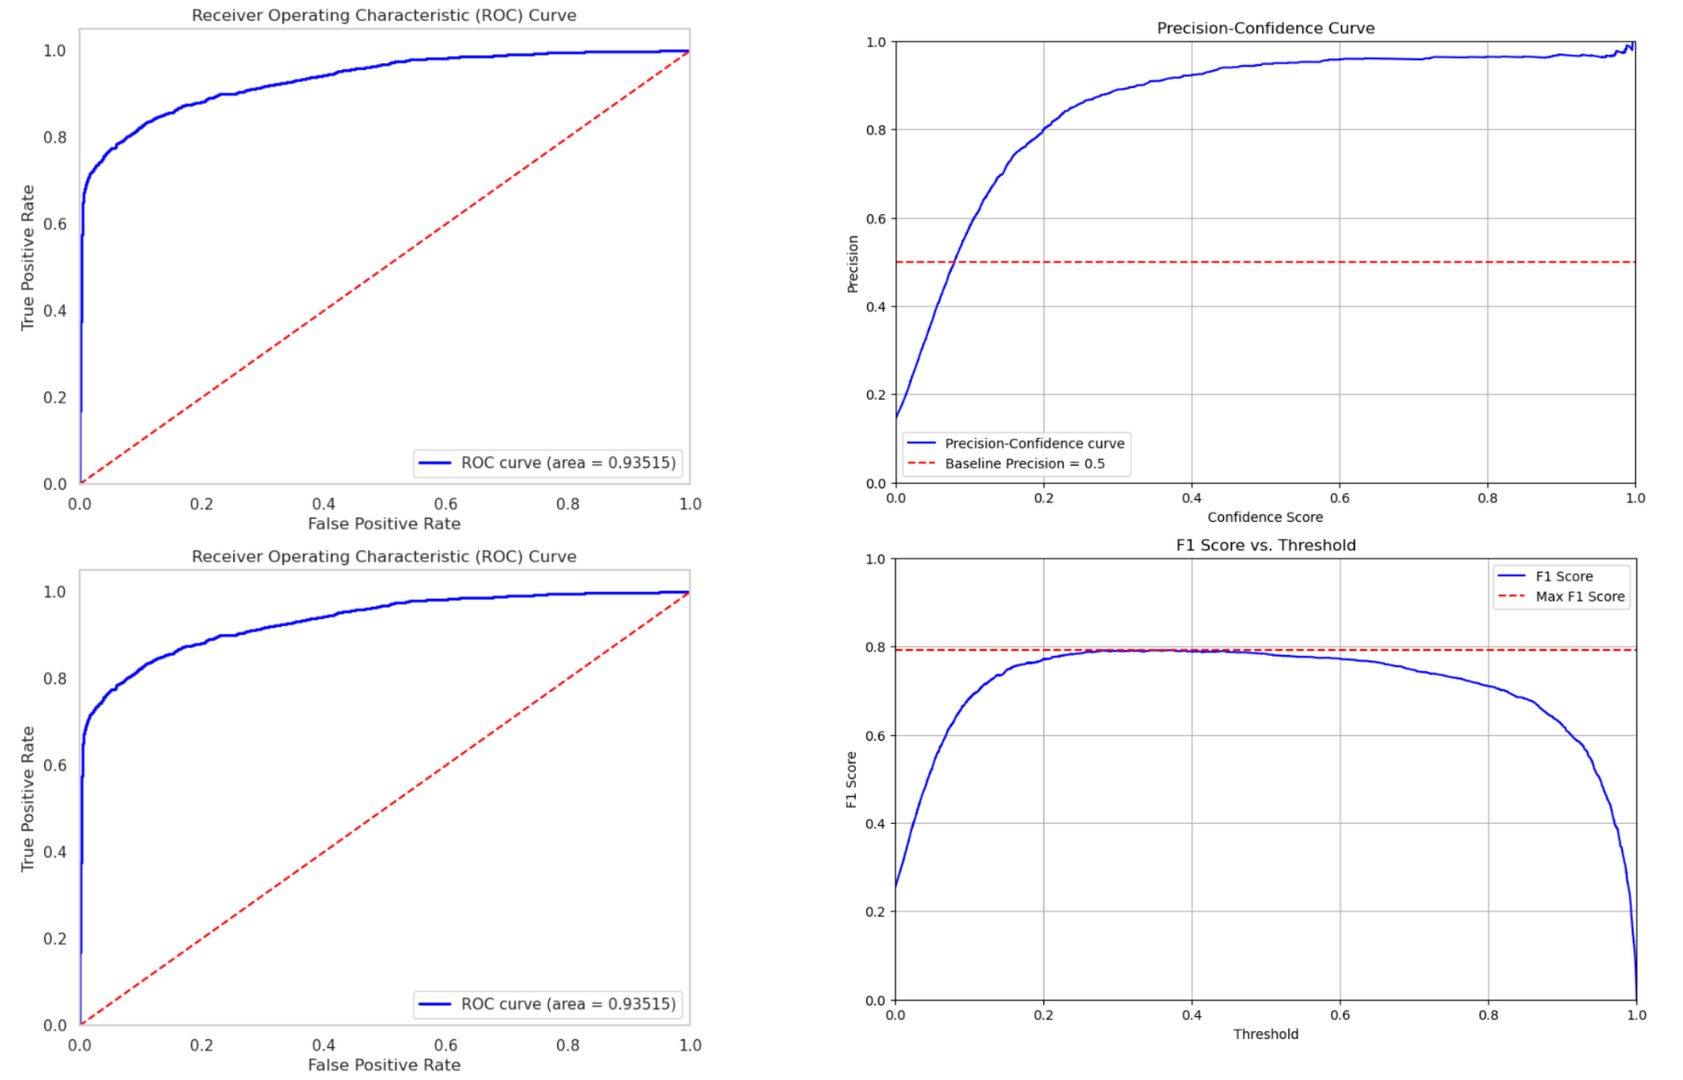 Receiver Operating Characteristic (ROC) Curve
1.0
0.8
0.6
0.4
0.2
0.0
True Positive Rate
ROC curve (area = 0.93515)
0.0 0.2 0.4 0.6 0.8 1.0
False Positive Rate
Precision-Confidence Curve
1.0
0.8
0.6
0.4
0.2
0.0
Precision
Precision-Confidence curve
Baseline Precision = 0.5
0.0 0.2 0.4 0.6 0.8 1.0
Confidence Score
Receiver Operating Characteristic (ROC) Curve
1.0
0.8
0.6
0.4
0.2
0.0
True Positive Rate
ROC curve (area = 0.93515)
0.0 0.2 0.4 0.6 0.8 1.0
False Positive Rate
F1 Score vs. Threshold
1.0
0.8
0.6
0.4
0.2
0.0
F1 Score
F1 Score
Max F1 Score
0.0 0.2 0.4 0.6 0.8 1.0
Threshold